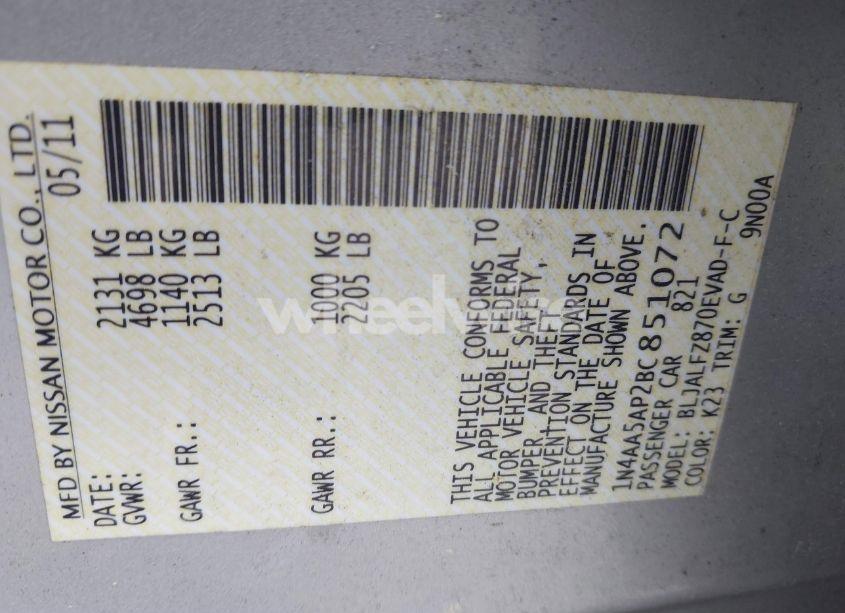 MFD BY NISSAN MOTOR CO., LTD.
DATE: 05/11
GVWR: 2131 KG
4698 LB
GAWR FR.: 1140 KG
2513 LB
GAWR RR.: 1000 KG
2205 LB
THIS VEHICLE CONFORMS TO
ALL APPLICABLE FEDERAL
MOTOR VEHICLE SAFETY,
BUMPER, AND THEFT
PREVENTION STANDARDS IN
EFFECT ON THE DATE OF
MANUFACTURE SHOWN ABOVE.
1N4AA5AP2BC851072
PASSENGER CAR 821
MODEL: BLJALFZ870EVAD-F-C
COLOR: K23 TRIM: G 9N00A